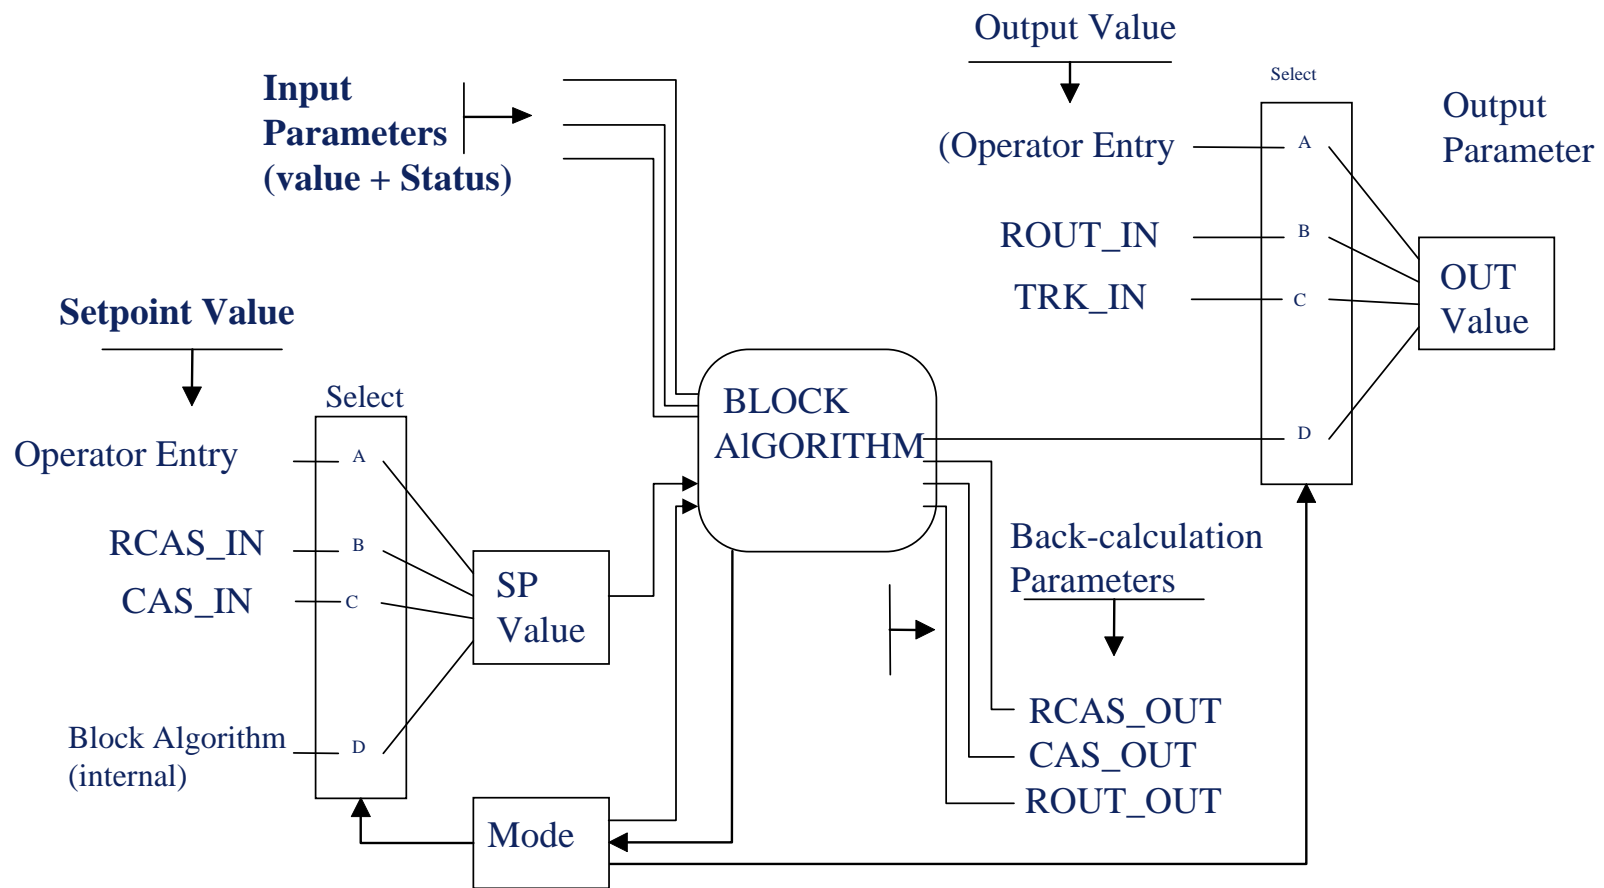 Output Value
Select
Input
Parameters
(value + Status)
Output
Parameter
(Operator Entry
A
ROUT_IN
B
TRK_IN
C
OUT
Value
D
Setpoint Value
Select
Operator Entry
A
RCAS_IN
B
CAS_IN
C
Block Algorithm
(internal)
D
SP
Value
BLOCK
AlGORITHM
Back-calculation
Parameters
RCAS_OUT
CAS_OUT
ROUT_OUT
Mode